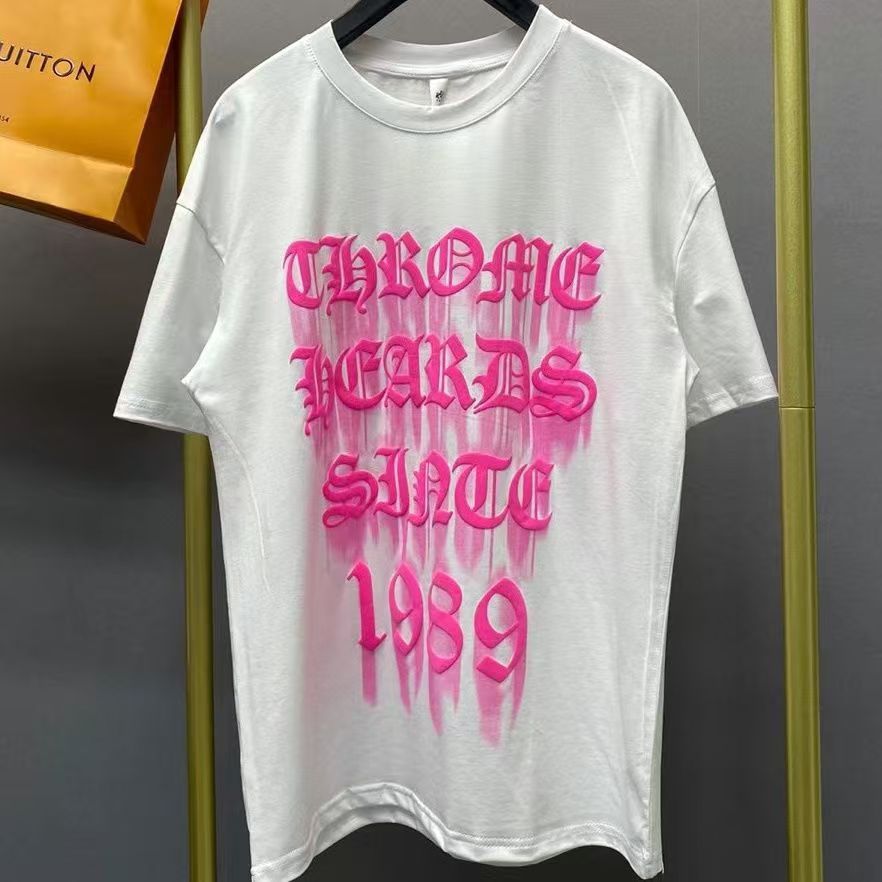 UITTON
THROME
HEARDS
SINTE
1989